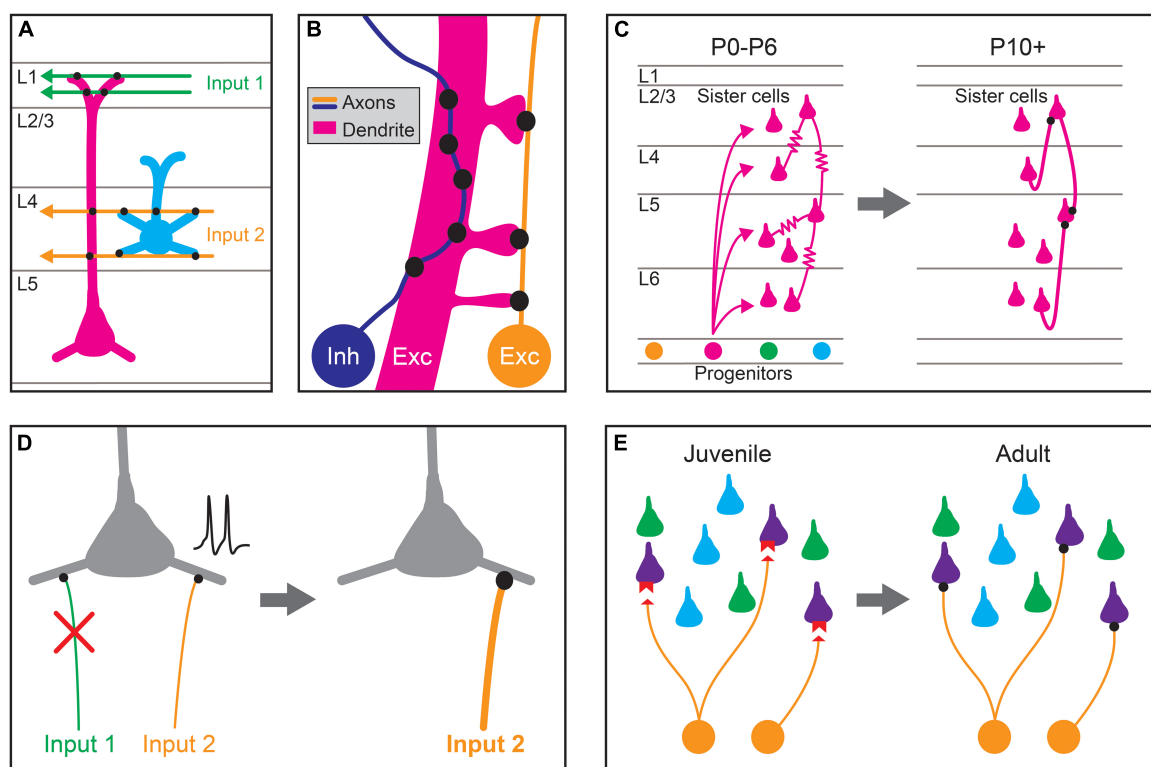 A
L1
Input 1
L2/3
L4
Input 2
L5
B
Axons
Dendrite
Inh
Exc
Exc
C
P0-P6
P10+
L1
L2/3
Sister cells
Sister cells
L4
L5
L6
Progenitors
D
Input 1
Input 2
Input 2
E
Juvenile
Adult